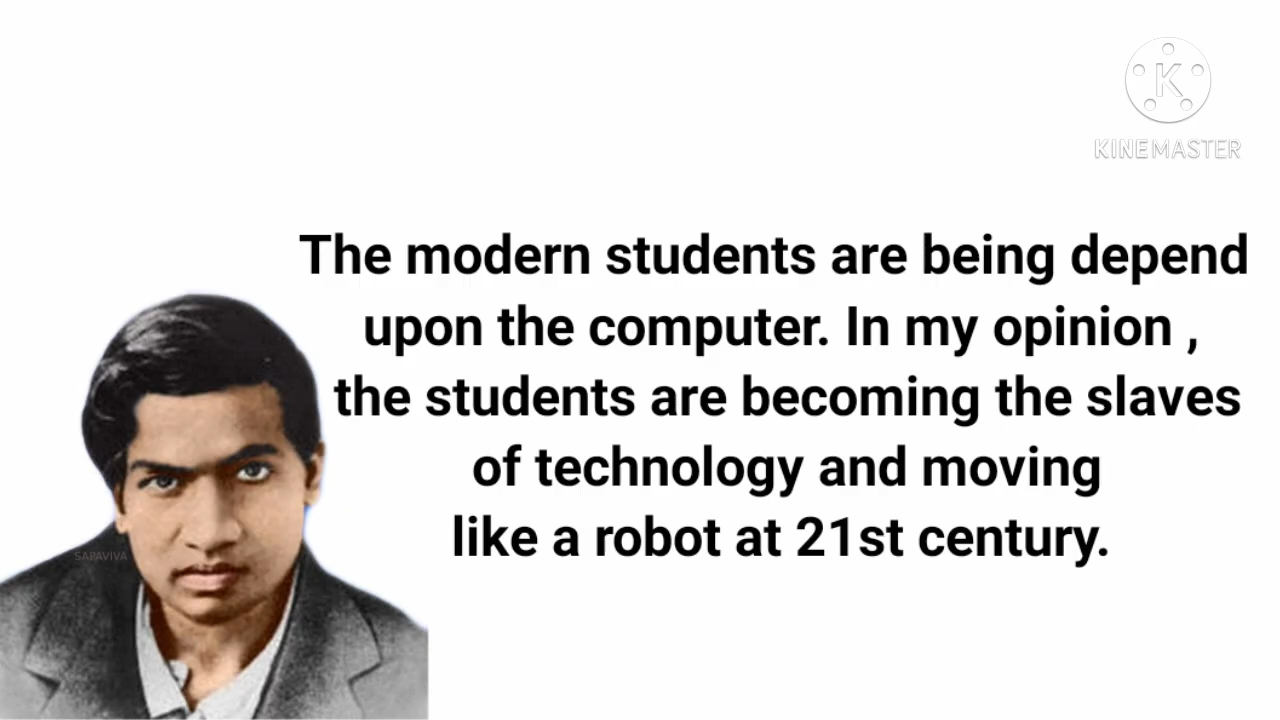 KINEMASTER
The modern students are being depend
upon the computer. In my opinion ,
the students are becoming the slaves
of technology and moving
like a robot at 21st century.
SAPAVIVA